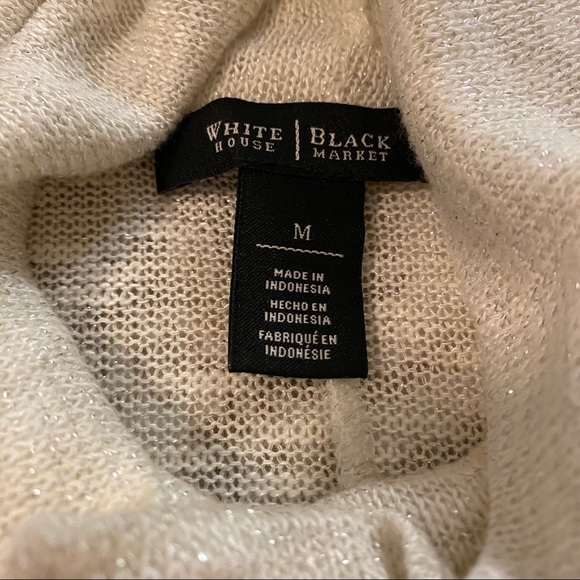 WHITE HOUSE | BLACK MARKET
M
MADE IN
INDONESIA
HECHO EN
INDONESIA
FABRIQUÉ EN
INDONÉSIE